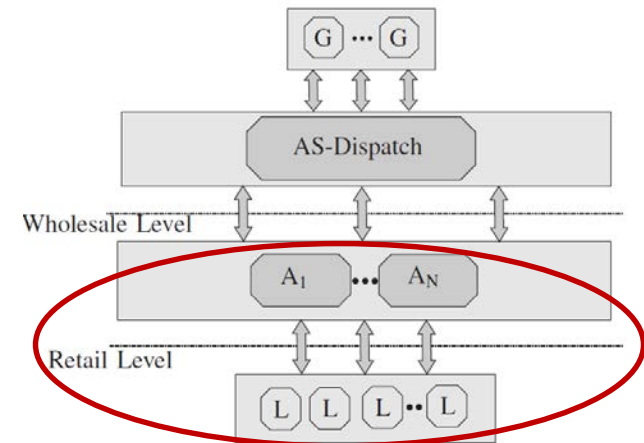 G ••• G
AS-Dispatch
Wholesale Level
A1 ••• AN
Retail Level
L L L •• L